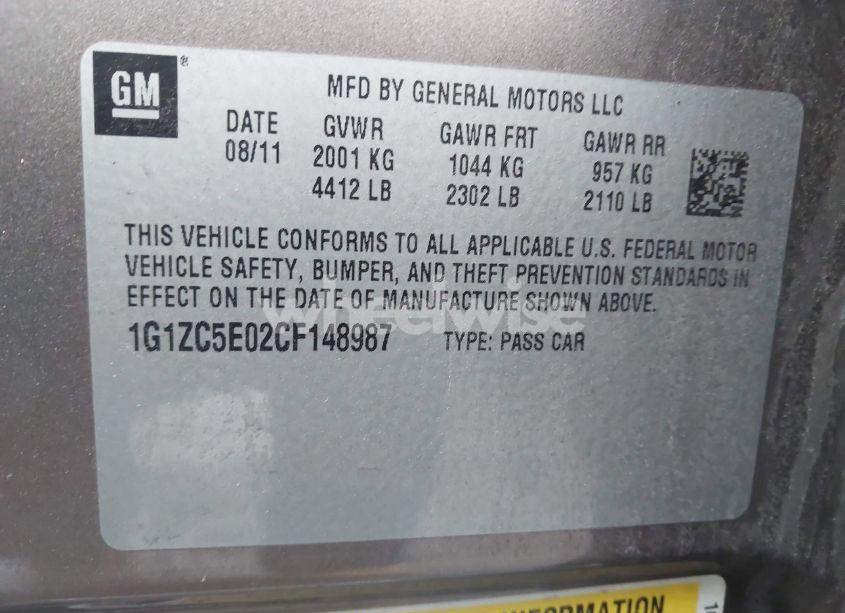 GM
MFD BY GENERAL MOTORS LLC
DATE GVWR GAWR FRT GAWR RR
08/11 2001 KG 1044 KG 957 KG
4412 LB 2302 LB 2110 LB
THIS VEHICLE CONFORMS TO ALL APPLICABLE U.S. FEDERAL MOTOR
VEHICLE SAFETY, BUMPER, AND THEFT PREVENTION STANDARDS IN
EFFECT ON THE DATE OF MANUFACTURE SHOWN ABOVE.
wheelwise
1G1ZC5E02CF148987 TYPE: PASS CAR
INFORMATION